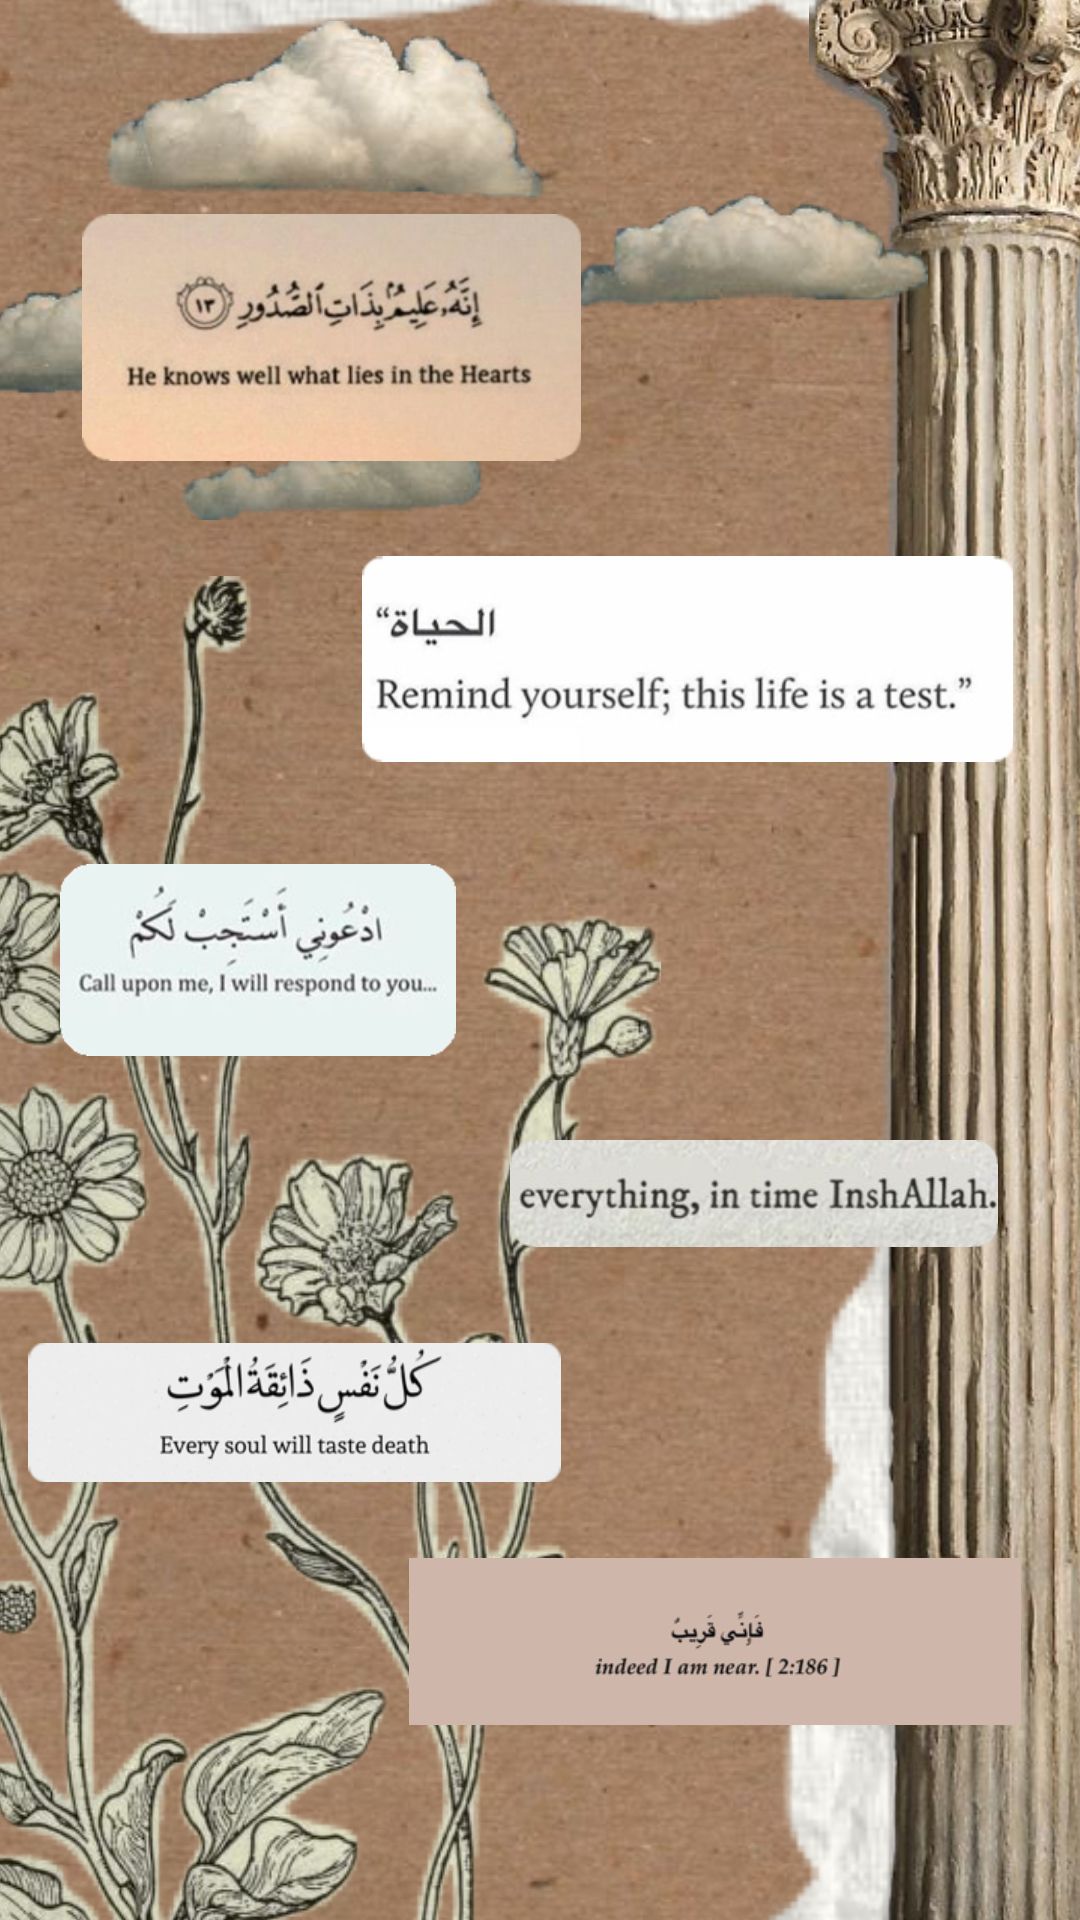 إِنَّهُۥ عَلِيمٌۢ بِذَاتِ ٱلصُّدُورِ ١٣
He knows well what lies in the Hearts
“الحياة
Remind yourself; this life is a test.”
ادْعُونِي أَسْتَجِبْ لَكُمْ
Call upon me, I will respond to you...
everything, in time InshAllah.
كُلُّ نَفْسٍ ذَائِقَةُ الْمَوْتِ
Every soul will taste death
فَإِنِّي قَرِيبٌ
indeed I am near. [ 2:186 ]